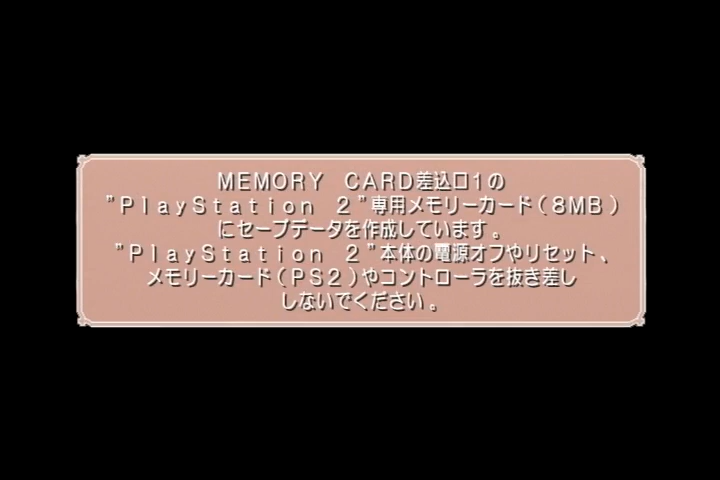 MEMORY CARD差込口1の
"PlayStation 2"専用メモリーカード(8MB)
にセーブデータを作成しています。
"PlayStation 2"本体の電源オフやリセット、
メモリーカード(PS2)やコントローラを抜き差し
しないでください。